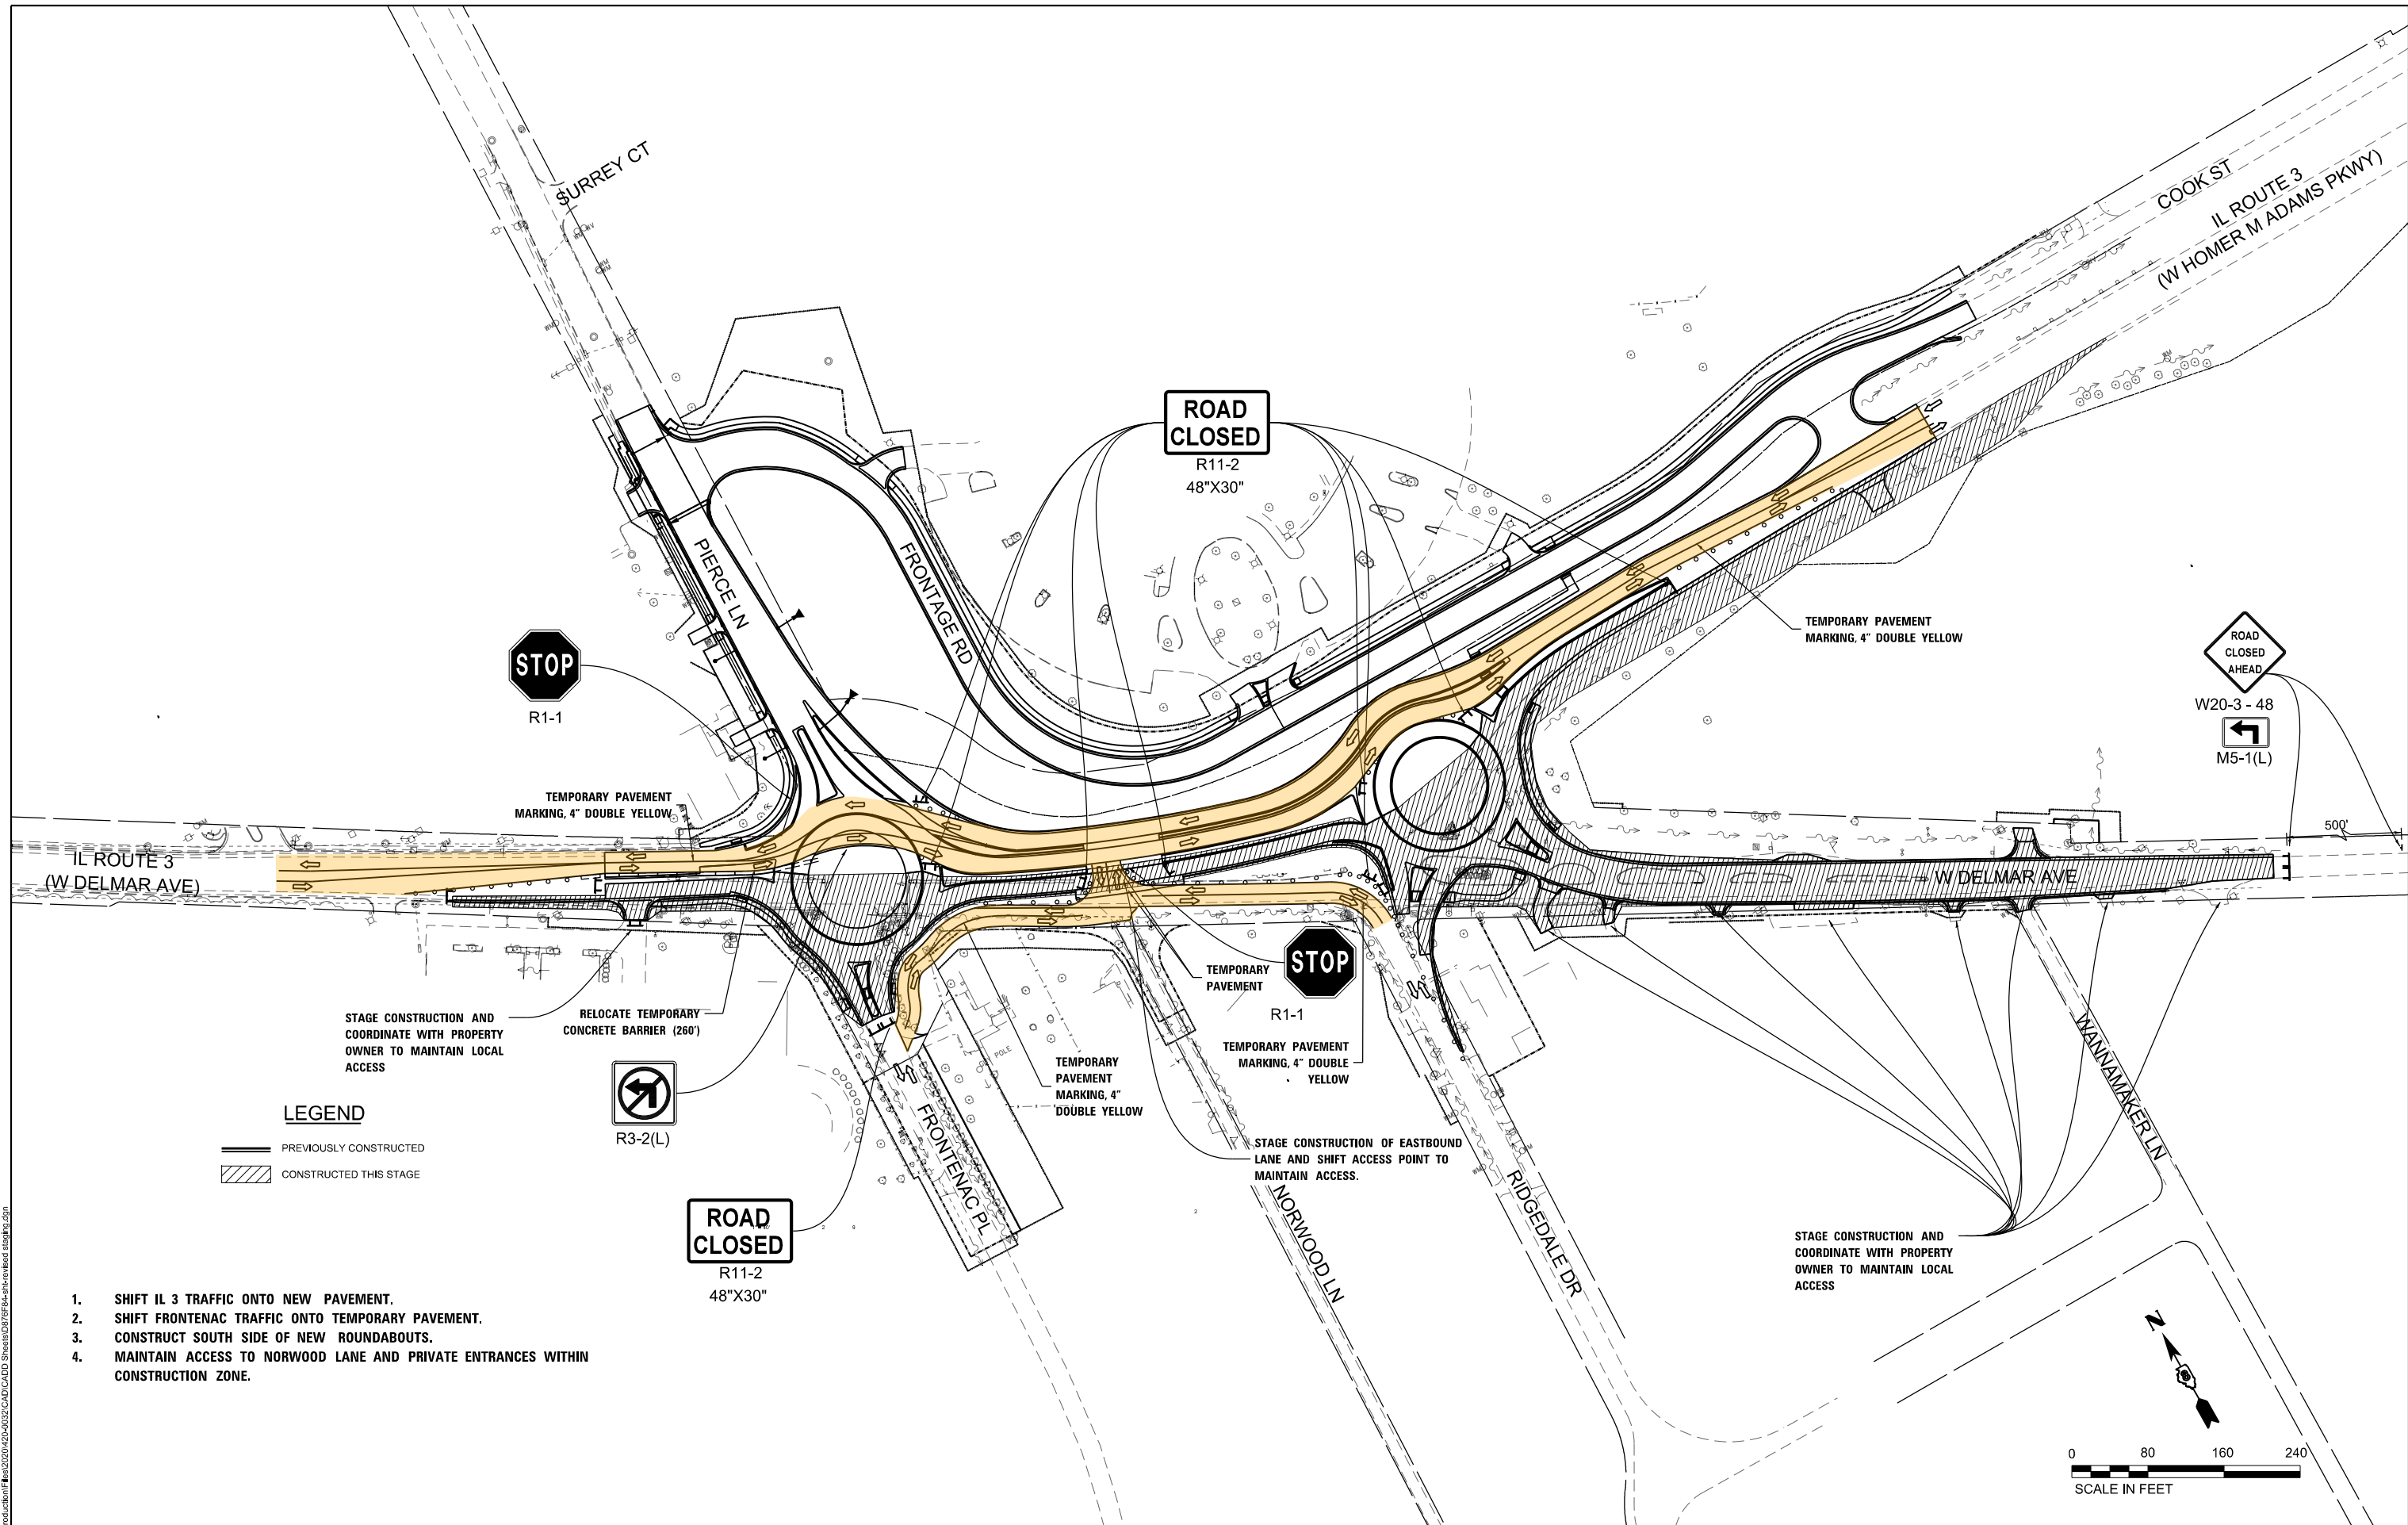 SURREY CT
COOK ST
IL ROUTE 3
(W HOMER M ADAMS PKWY)
ROAD
CLOSED
R11-2
48"X30"
PIERCE LN
FRONTAGE RD
STOP
R1-1
TEMPORARY PAVEMENT
MARKING, 4" DOUBLE YELLOW
TEMPORARY PAVEMENT
MARKING, 4" DOUBLE YELLOW
ROAD
CLOSED
AHEAD
W20-3 - 48
M5-1(L)
500'
IL ROUTE 3
(W DELMAR AVE)
W DELMAR AVE
STAGE CONSTRUCTION AND
COORDINATE WITH PROPERTY
OWNER TO MAINTAIN LOCAL
ACCESS
RELOCATE TEMPORARY
CONCRETE BARRIER (260')
TEMPORARY
PAVEMENT
STOP
R1-1
TEMPORARY PAVEMENT
MARKING, 4" DOUBLE
YELLOW
POLE
TEMPORARY
PAVEMENT
MARKING, 4"
DOUBLE YELLOW
R3-2(L)
LEGEND
PREVIOUSLY CONSTRUCTED
CONSTRUCTED THIS STAGE
FRONTENAC PL
STAGE CONSTRUCTION OF EASTBOUND
LANE AND SHIFT ACCESS POINT TO
MAINTAIN ACCESS.
NORWOOD LN
RIDGEDALE DR
WANNAMAKER LN
ROAD
CLOSED
R11-2
48"X30"
STAGE CONSTRUCTION AND
COORDINATE WITH PROPERTY
OWNER TO MAINTAIN LOCAL
ACCESS
1. SHIFT IL 3 TRAFFIC ONTO NEW PAVEMENT.
2. SHIFT FRONTENAC TRAFFIC ONTO TEMPORARY PAVEMENT.
3. CONSTRUCT SOUTH SIDE OF NEW ROUNDABOUTS.
4. MAINTAIN ACCESS TO NORWOOD LANE AND PRIVATE ENTRANCES WITHIN
CONSTRUCTION ZONE.
N
0 80 160 240
SCALE IN FEET